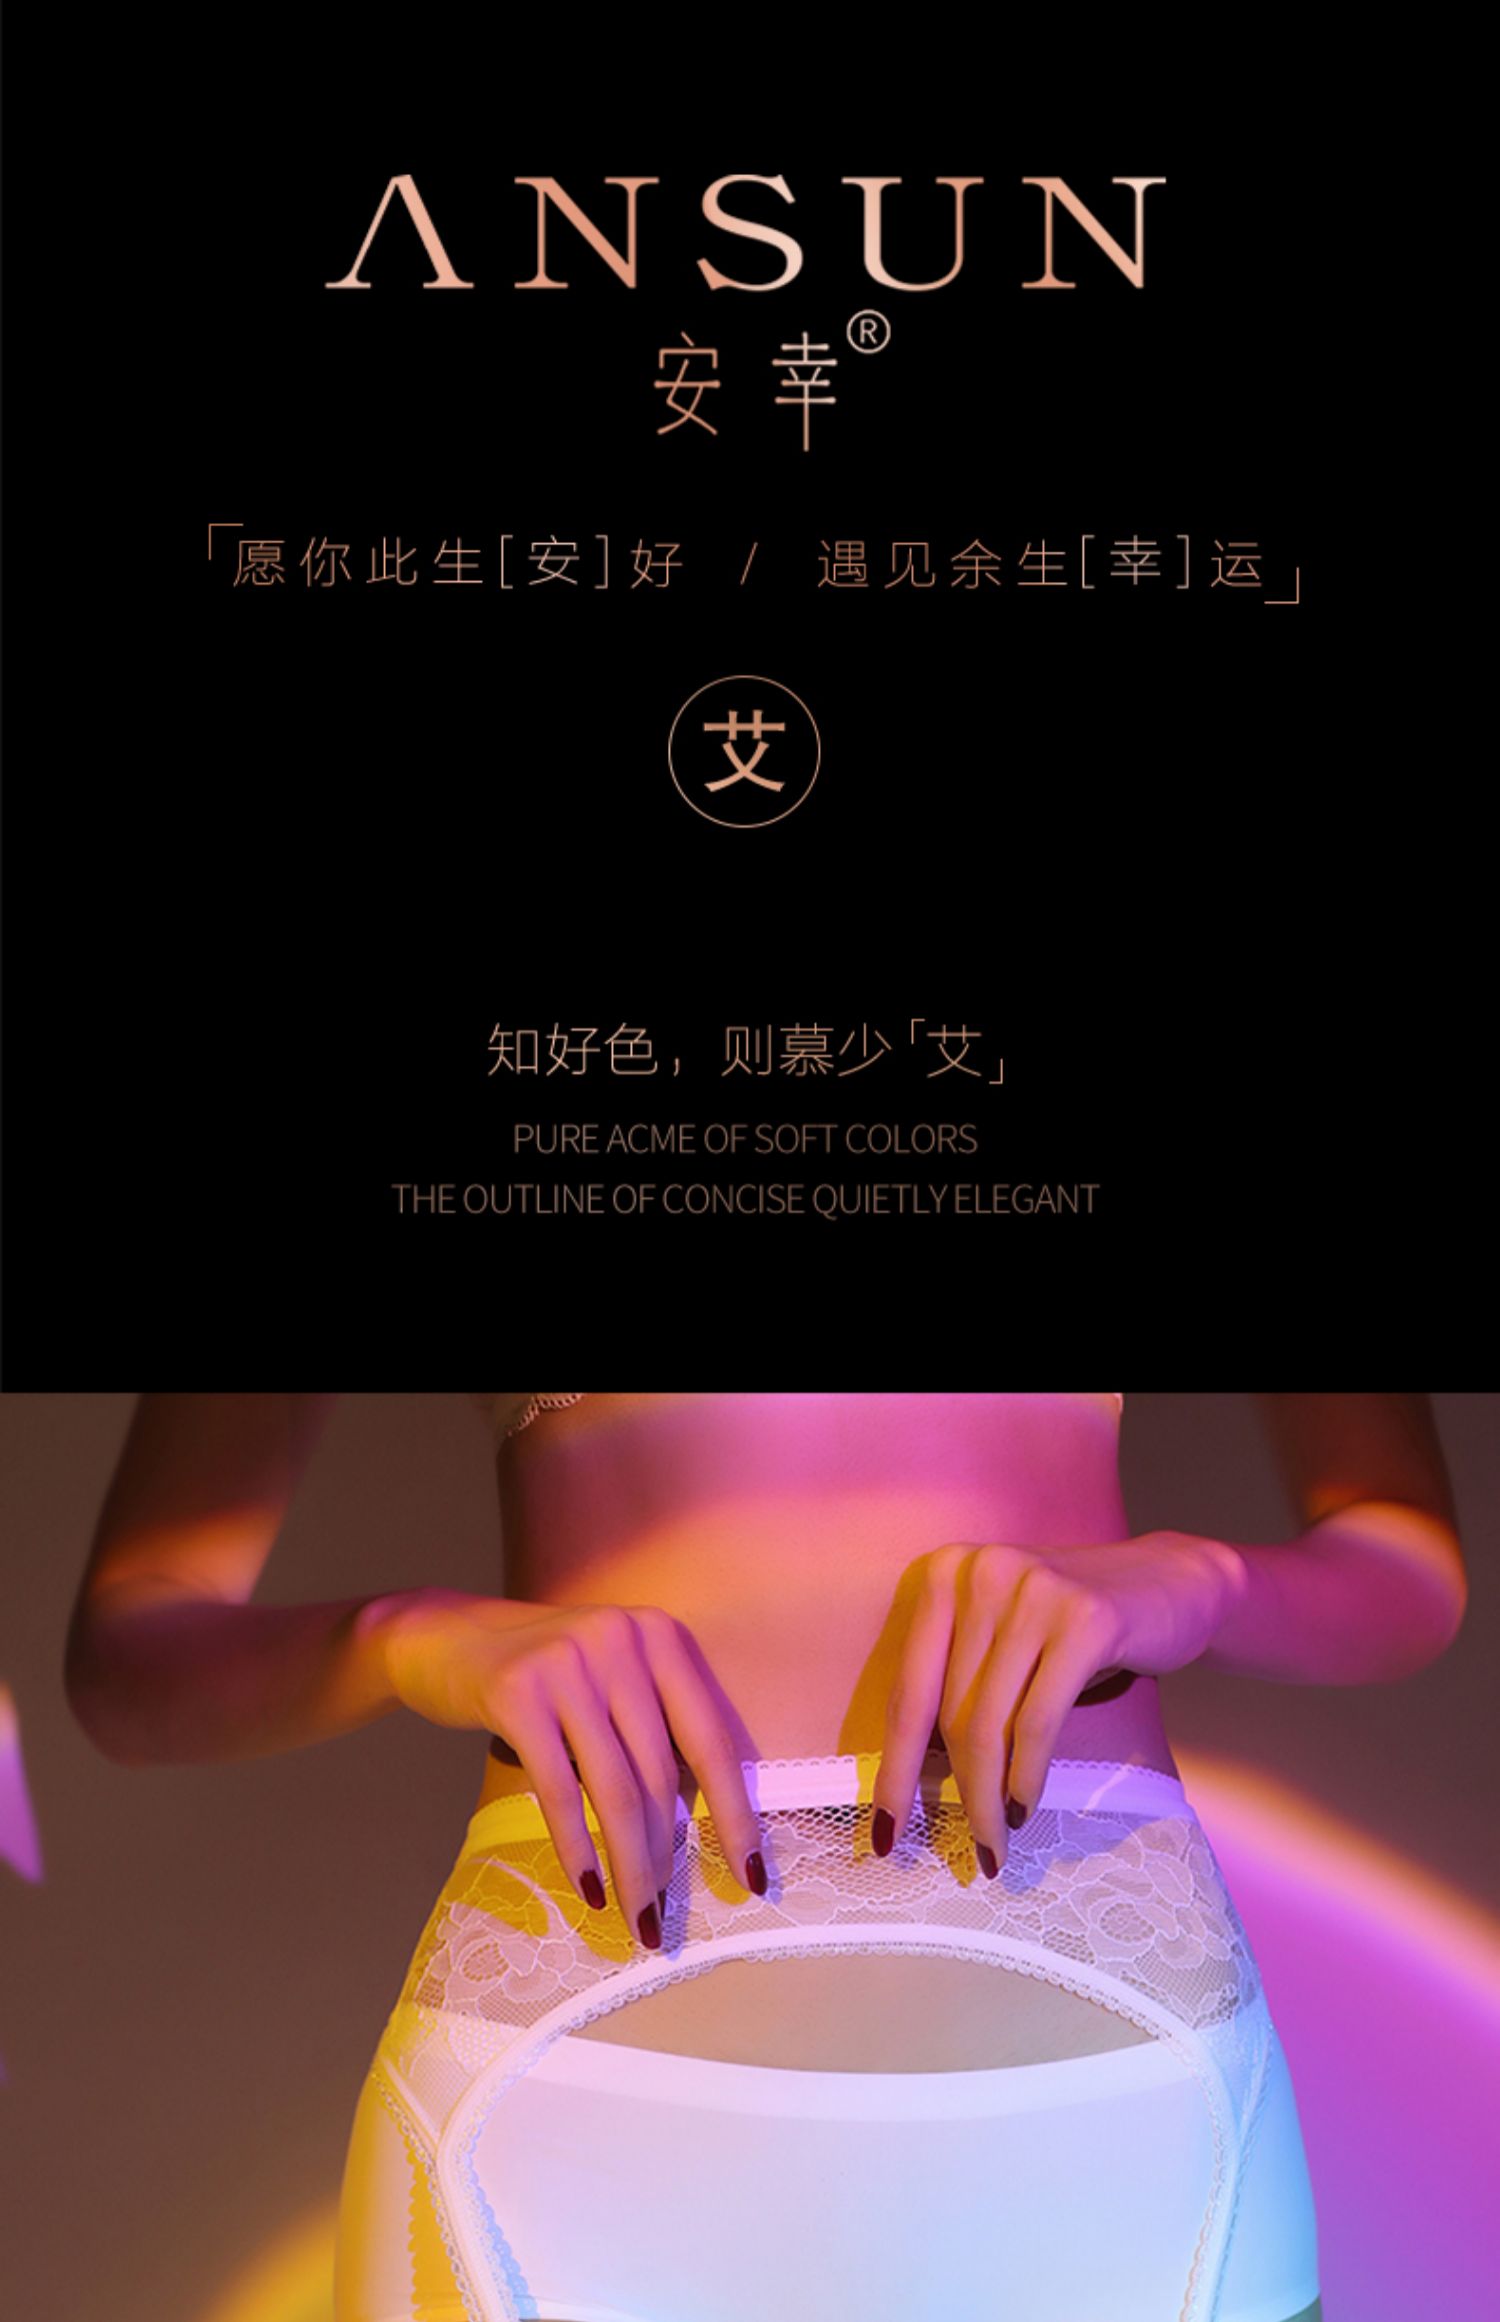 ANSUN
安幸®
「愿你此生[安]好 / 遇见余生[幸]运」
艾
知好色，则慕少「艾」
PURE ACME OF SOFT COLORS
THE OUTLINE OF CONCISE QUIETLY ELEGANT